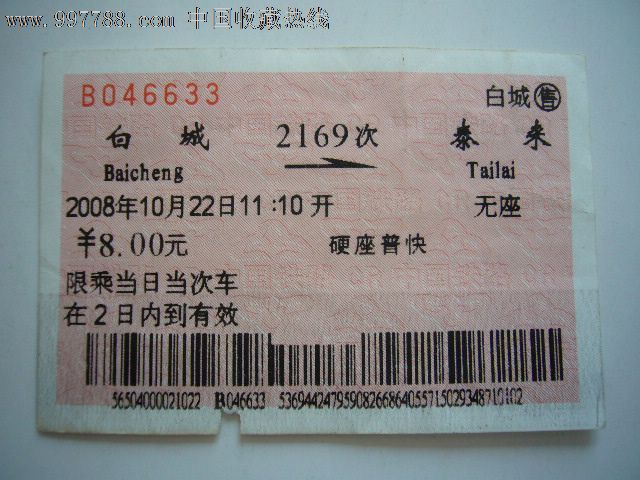 www.997788.com 中国收藏热线
B046633 白城售
白城 2169次 泰来
Baicheng Tailai
2008年10月22日11:10开 无座
¥8.00元 硬座普快
限乘当日当次车
在2日内到有效
56504000021022 B046633 5369442479590826686405571502934871010​2